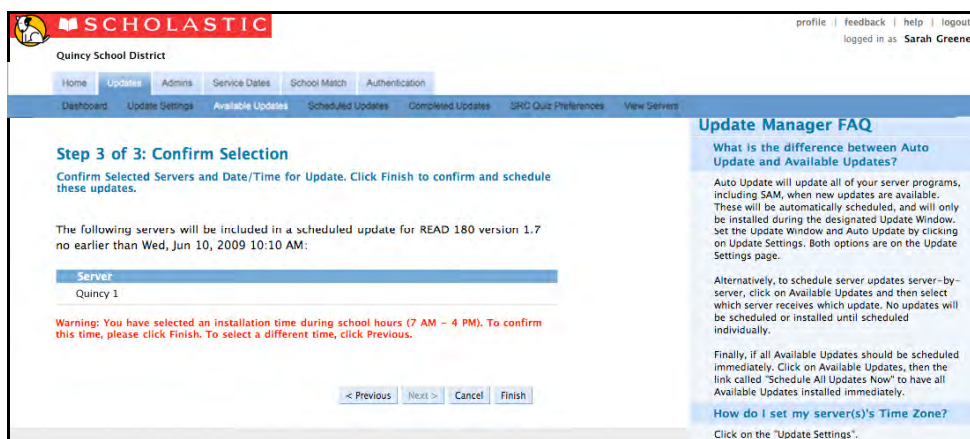 SCHOLASTIC
profile | feedback | help | logout
logged in as Sarah Greene
Quincy School District
Home Updates Admins Service Dates School Match Authentication
Dashboard Update Settings Available Updates Scheduled Updates Completed Updates SRC Quiz Preferences View Servers
Step 3 of 3: Confirm Selection
Confirm Selected Servers and Date/Time for Update. Click Finish to confirm and schedule
these updates.
The following servers will be included in a scheduled update for READ 180 version 1.7
no earlier than Wed, Jun 10, 2009 10:10 AM:
Server
Quincy 1
Warning: You have selected an installation time during school hours (7 AM - 4 PM). To confirm
this time, please click Finish. To select a different time, click Previous.
< Previous Next > Cancel Finish
Update Manager FAQ
What is the difference between Auto
Update and Available Updates?
Auto Update will update all of your server programs,
including SAM, when new updates are available.
These will be automatically scheduled, and will only
be installed during the designated Update Window.
Set the Update Window and Auto Update by clicking
on Update Settings. Both options are on the Update
Settings page.
Alternatively, to schedule server updates server-by-
server, click on Available Updates and then select
which server receives which update. No updates will
be scheduled or installed until scheduled
individually.
Finally, if all Available Updates should be scheduled
immediately. Click on Available Updates, then the
link called "Schedule All Updates Now" to have all
Available Updates installed immediately.
How do I set my server(s)'s Time Zone?
Click on the "Update Settings".